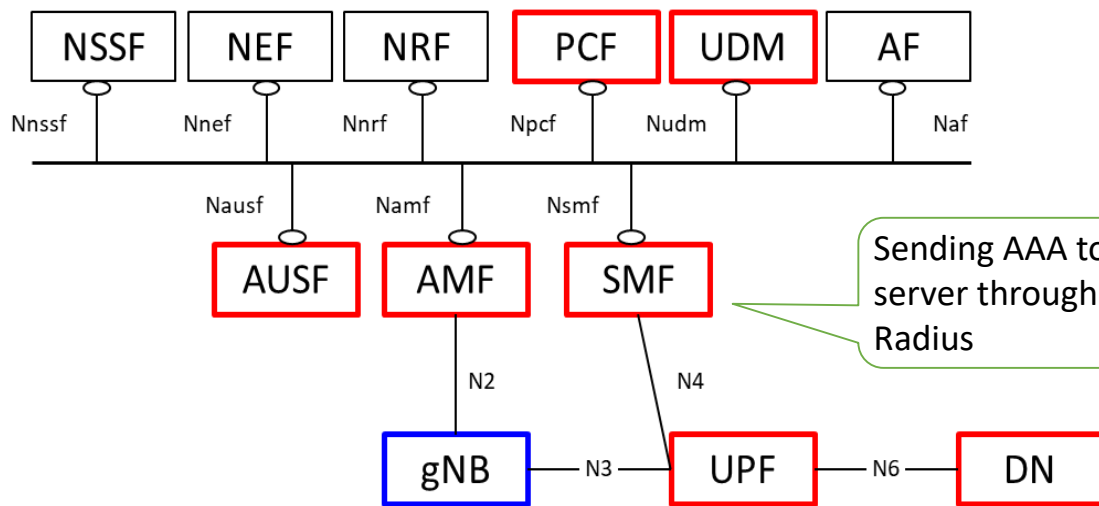 NSSF NEF NRF PCF UDM AF
Nnssf Nnef Nnrf Npcf Nudm Naf
Nausf Namf Nsmf
AUSF AMF SMF
Sending AAA to
server through
Radius
N2 N4
gNB N3 UPF N6 DN